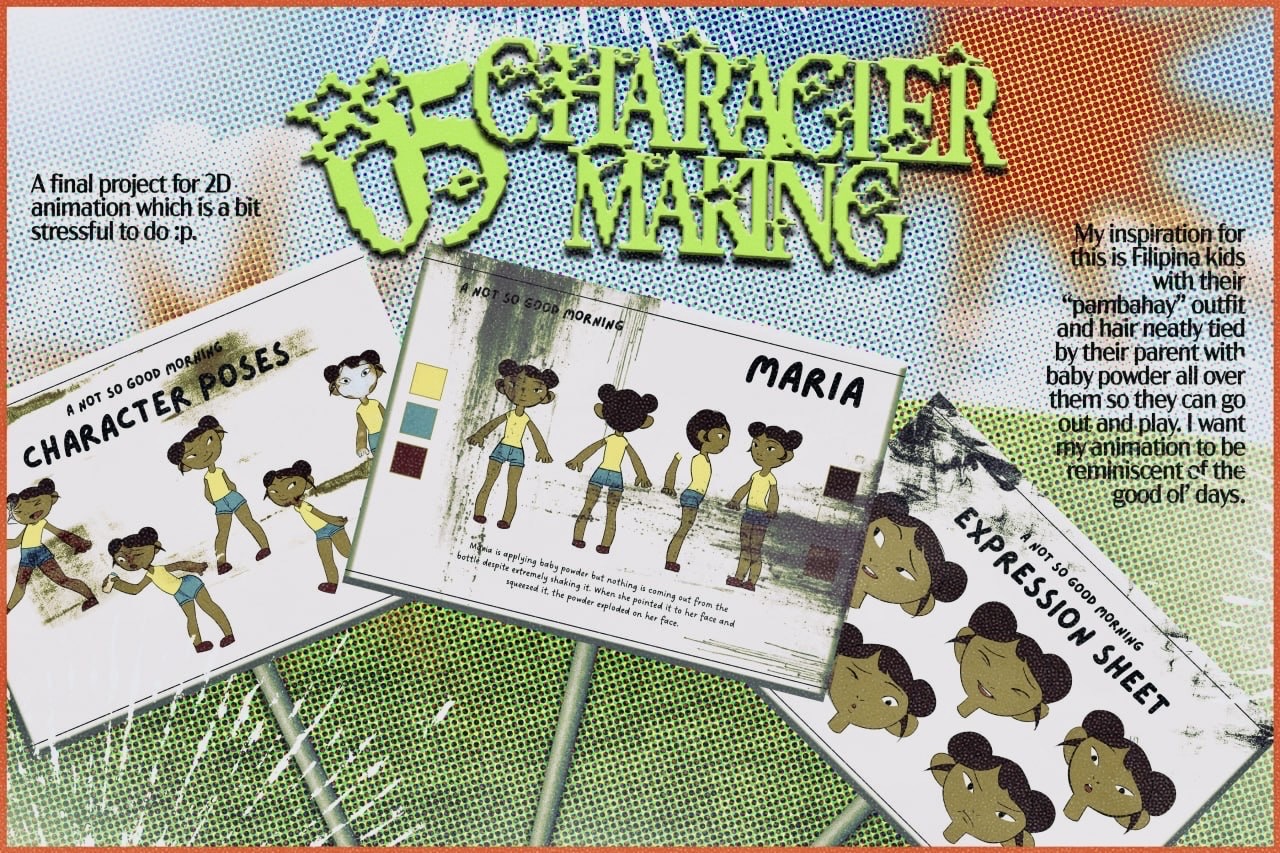 05 CHARACTER
MAKING
A final project for 2D
animation which is a bit
stressful to do :p.
My inspiration for
this is Filipina kids
with their
“pambahay” outfit
and hair neatly tied
by their parent with
baby powder all over
them so they can go
out and play. I want
my animation to be
reminiscent of the
good ol’ days.
A NOT SO GOOD MORNING
CHARACTER POSES
A NOT SO GOOD MORNING
MARIA
Maria is applying baby powder but nothing is coming out from the
bottle despite extremely shaking it. When she pointed it to her face and
squeezed it, the powder exploded on her face.
A NOT SO GOOD MORNING
EXPRESSION SHEET